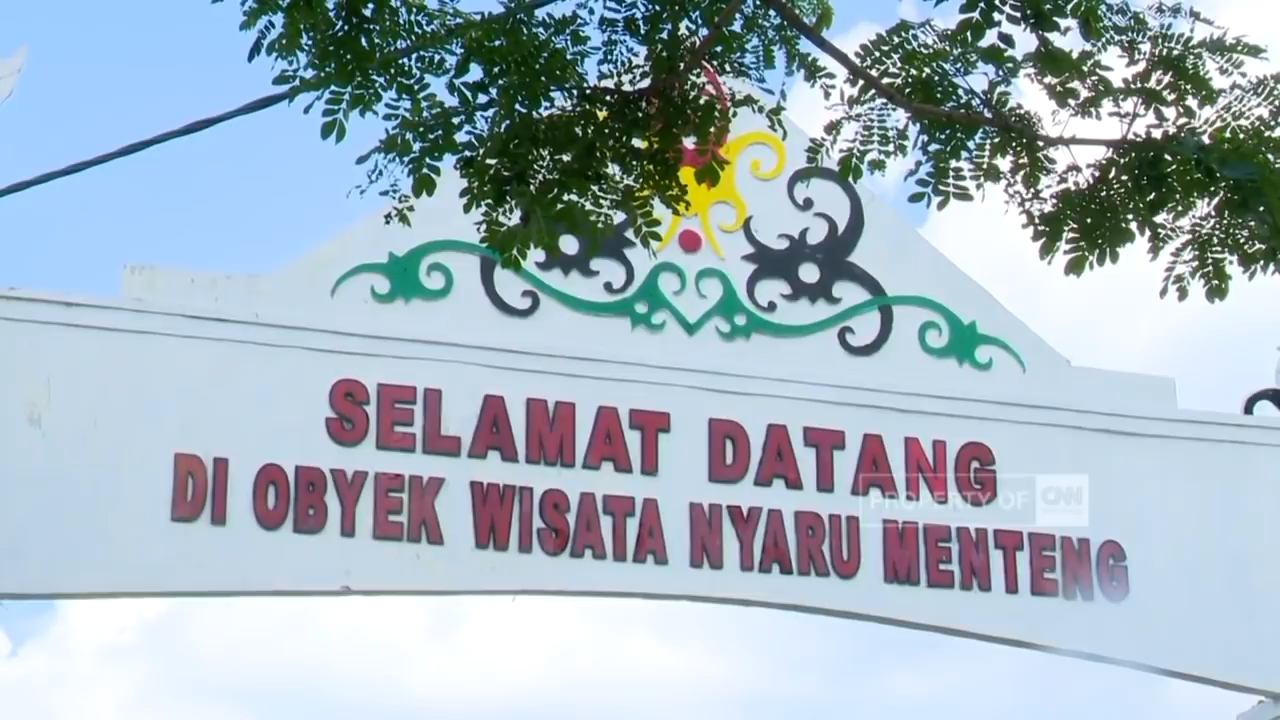 SELAMAT DATANG
DI OBYEK WISATA NYARU MENTENG
PROPERTY OF CNN